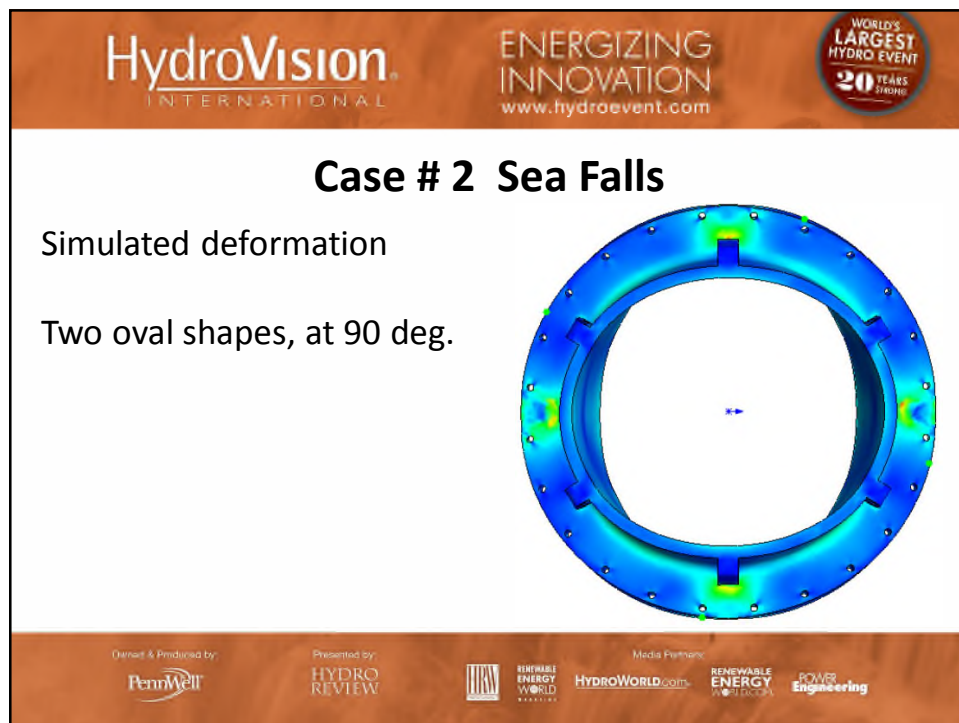 HydroVision
INTERNATIONAL
ENERGIZING
INNOVATION
www.hydroevent.com
WORLD'S
LARGEST
HYDRO EVENT
20 YEARS
STRONG
Case # 2 Sea Falls
Simulated deformation
Two oval shapes, at 90 deg.
Owned & Produced by:
PennWell
Presented by:
HYDRO
REVIEW
Media Partners:
HRW
RENEWABLE
ENERGY
WORLD
MAGAZINE
HYDROWORLD.COM
RENEWABLE
ENERGY
WORLD.COM
POWER
Engineering